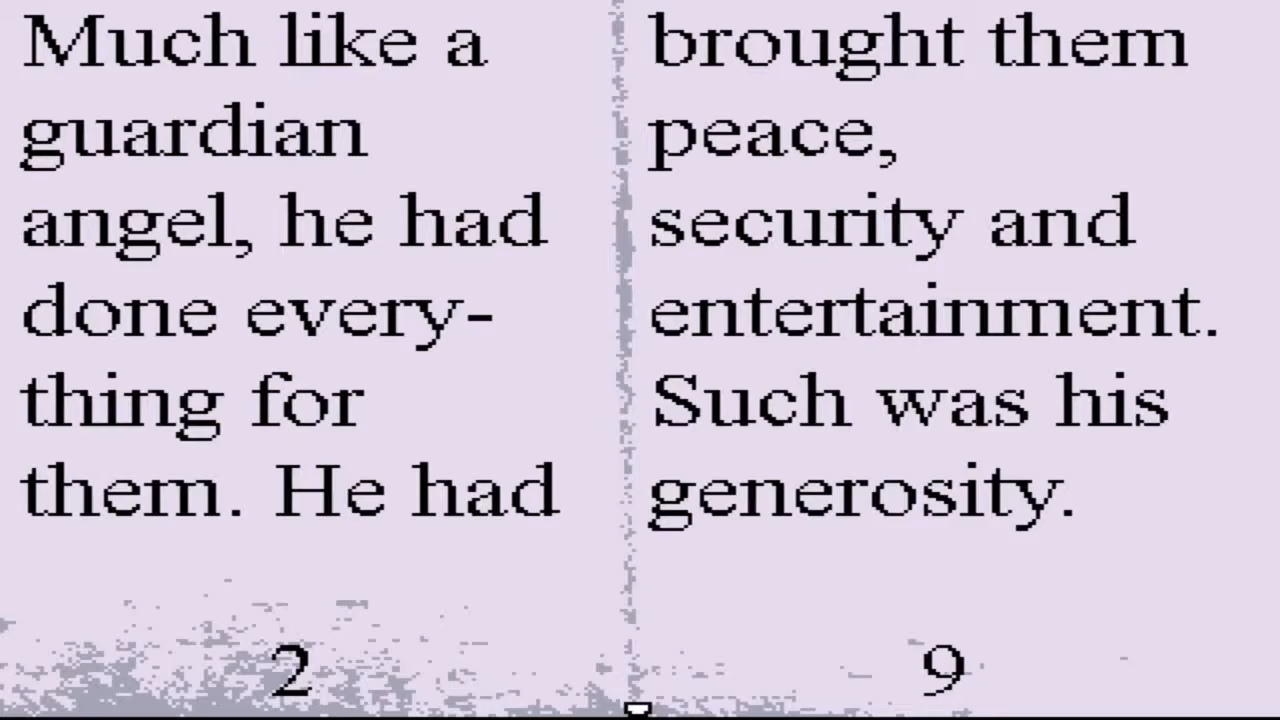 Much like a
guardian
angel, he had
done every-
thing for
them. He had
2
brought them
peace,
security and
entertainment.
Such was his
generosity.
9